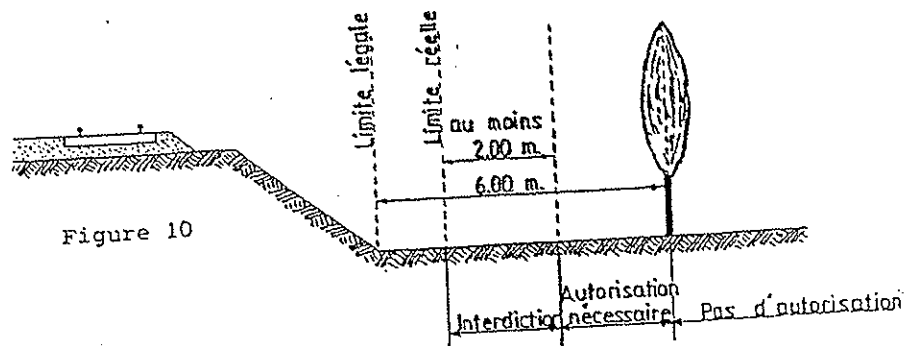 Limite légale
Limite réelle
au moins
2.00 m.
6.00 m.
Figure 10
Interdiction
Autorisation
nécessaire
Pas d'autorisation